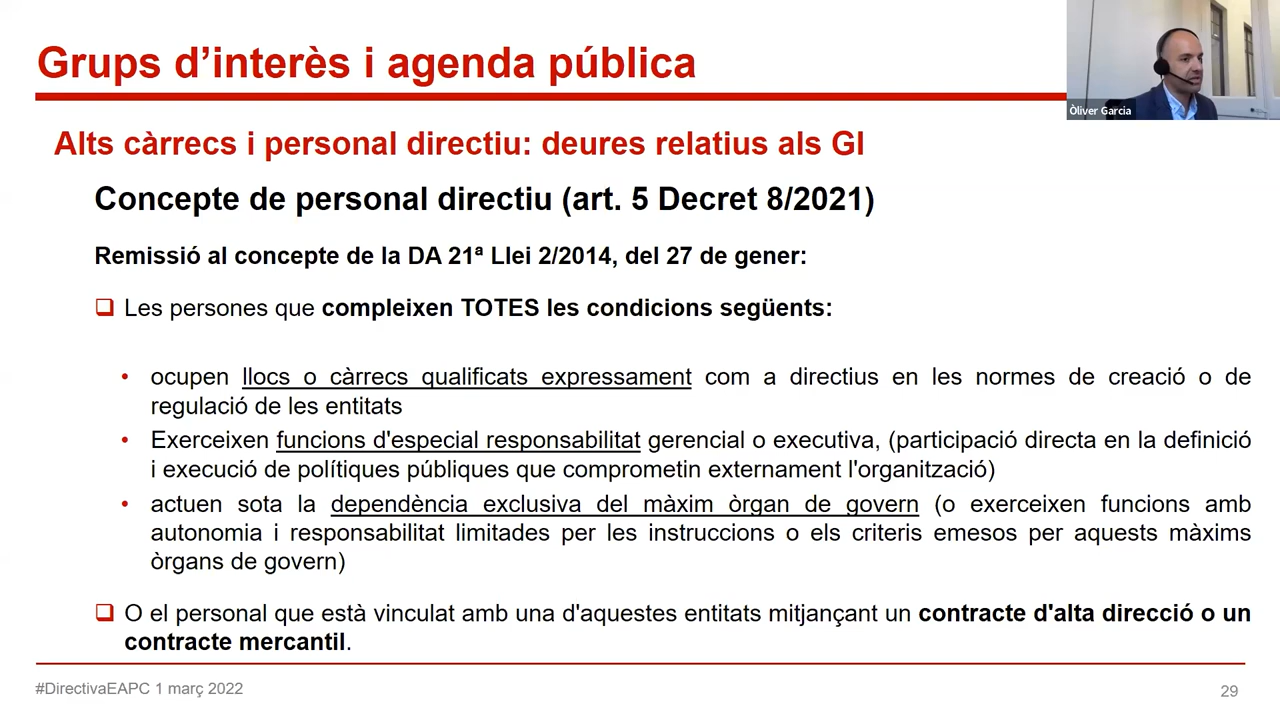 Grups d’interès i agenda pública
Òliver Garcia
Alts càrrecs i personal directiu: deures relatius als GI
Concepte de personal directiu (art. 5 Decret 8/2021)
Remissió al concepte de la DA 21ª Llei 2/2014, del 27 de gener:
Les persones que compleixen TOTES les condicions següents:
• ocupen llocs o càrrecs qualificats expressament com a directius en les normes de creació o de
regulació de les entitats
• Exerceixen funcions d'especial responsabilitat gerencial o executiva, (participació directa en la definició
i execució de polítiques públiques que comprometin externament l'organització)
• actuen sota la dependència exclusiva del màxim òrgan de govern (o exerceixen funcions amb
autonomia i responsabilitat limitades per les instruccions o els criteris emesos per aquests màxims
òrgans de govern)
O el personal que està vinculat amb una d'aquestes entitats mitjançant un contracte d'alta direcció o un
contracte mercantil.
#DirectivaEAPC 1 març 2022
29